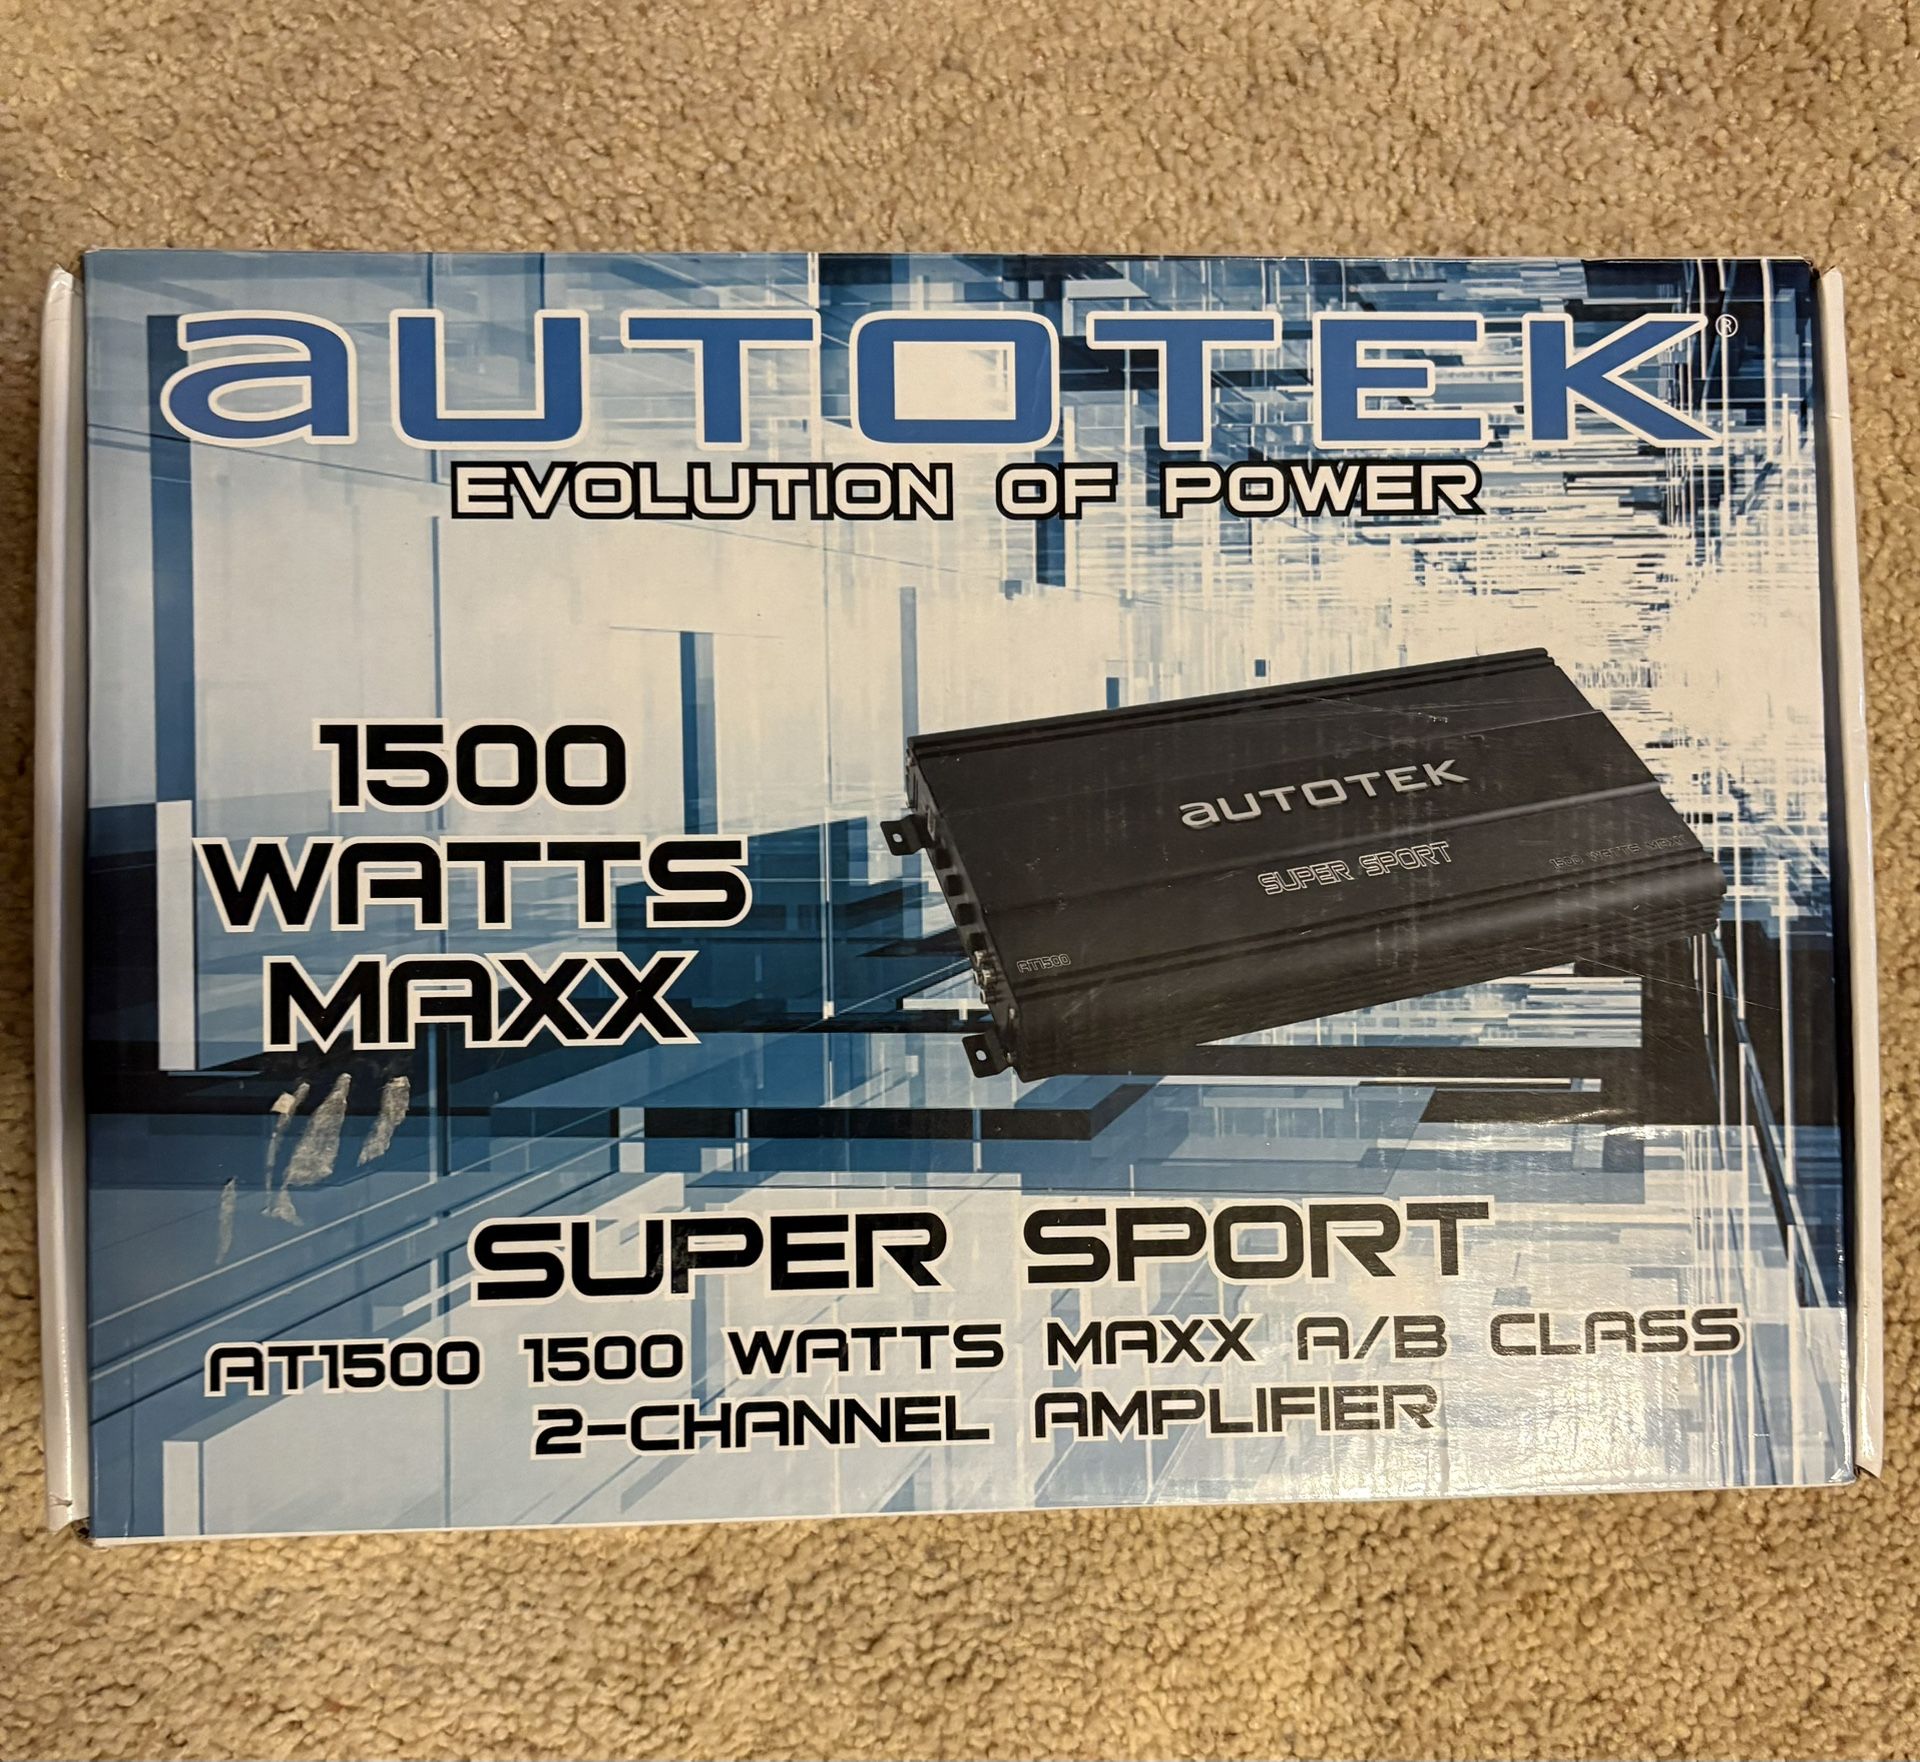 aUTOTEK®
EVOLUTION OF POWER
1500
WATTS
MAXX
aUTOTEK
SUPER SPORT
1500 WATTS MAXX
AT1500
SUPER SPORT
AT1500 1500 WATTS MAXX A/B CLASS
2-CHANNEL AMPLIFIER